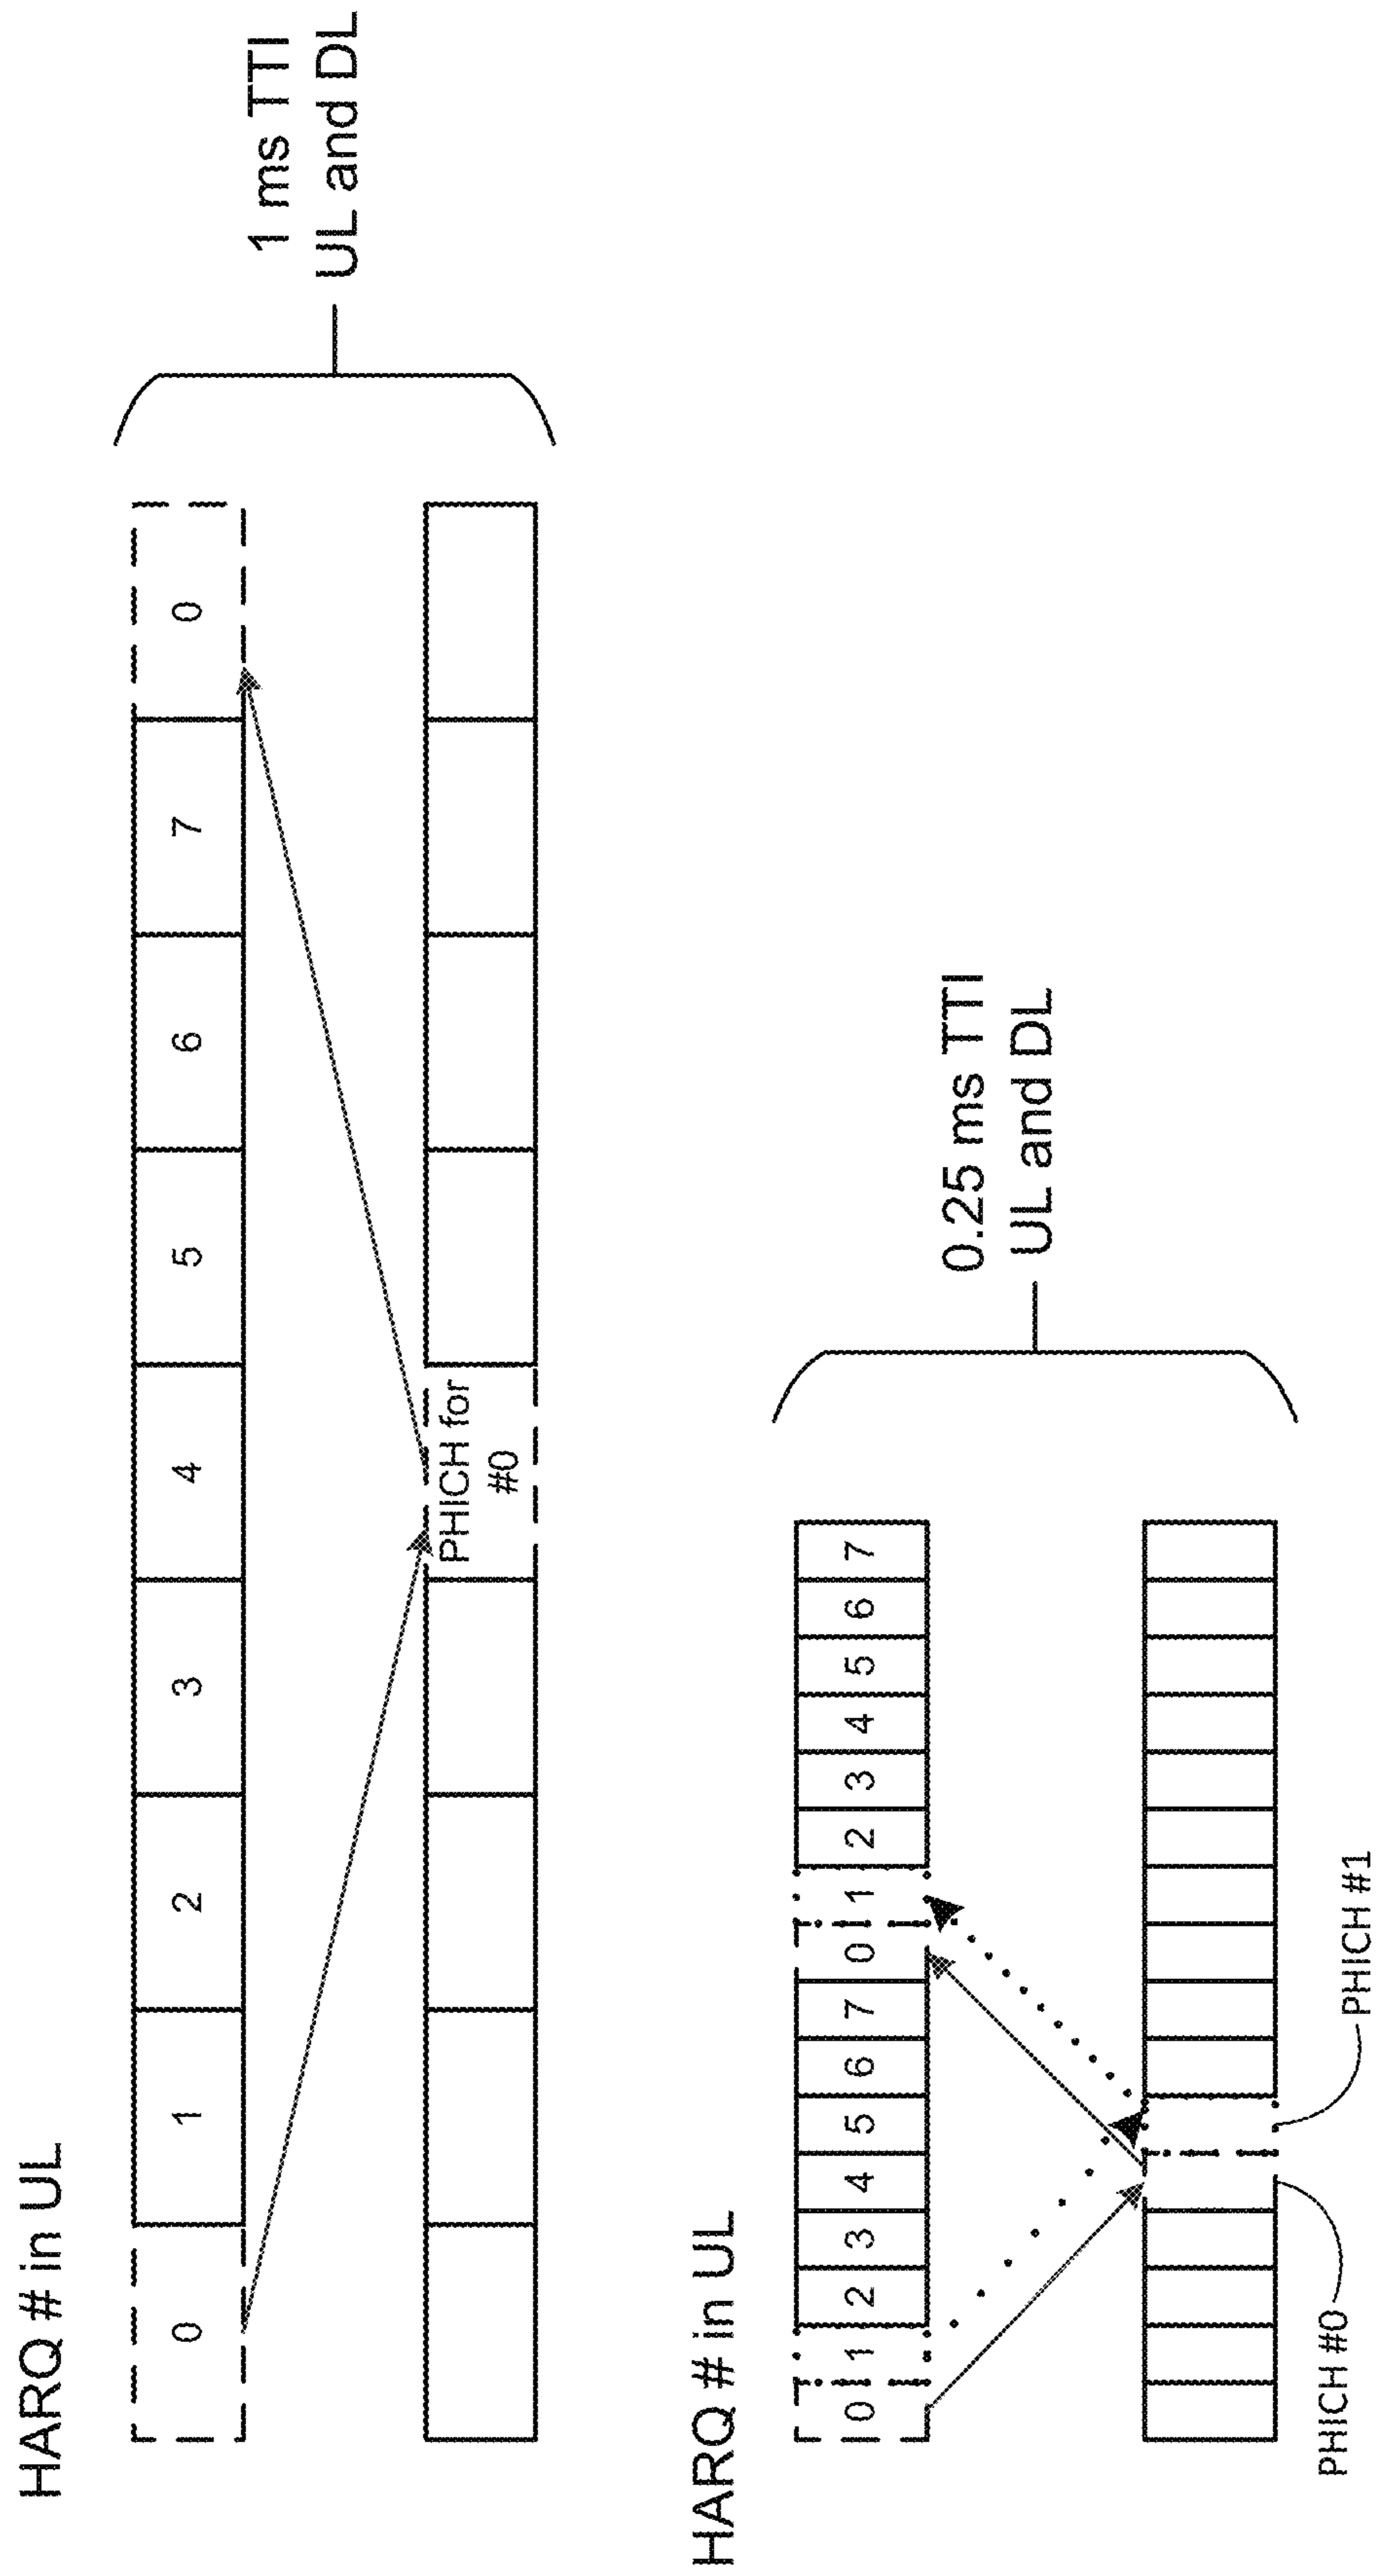 HARQ # in UL
0
1
2
3
4
5
6
7
0
PHICH for
#0
1 ms TTI
UL and DL
HARQ # in UL
0
1
2
3
4
5
6
7
0
1
2
3
4
5
6
7
0.25 ms TTI
UL and DL
PHICH #0
PHICH #1